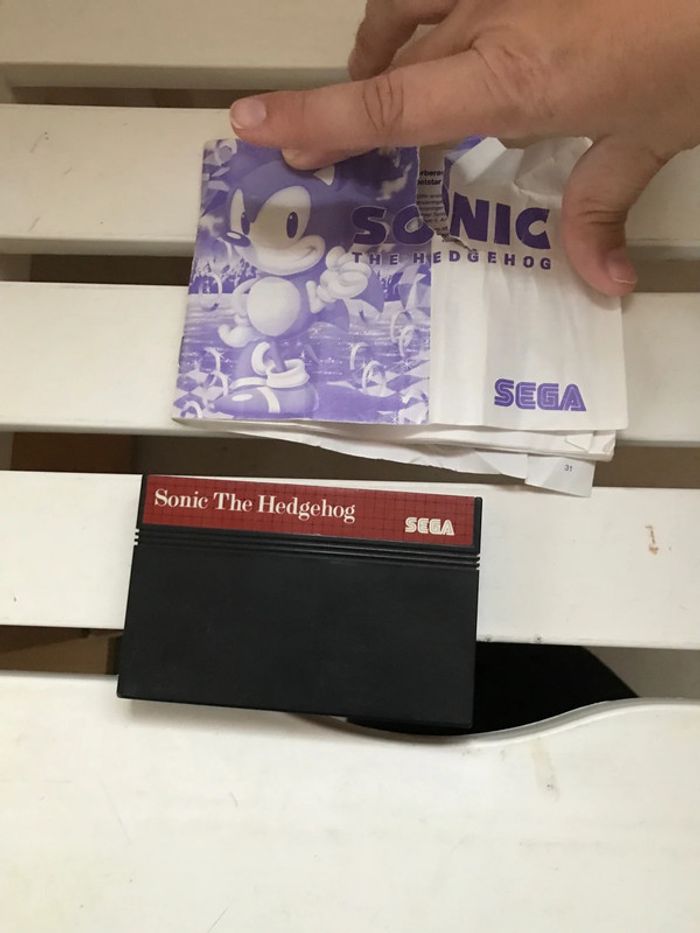 SONIC
THE HEDGEHOG
SEGA
31
Sonic The Hedgehog
SEGA